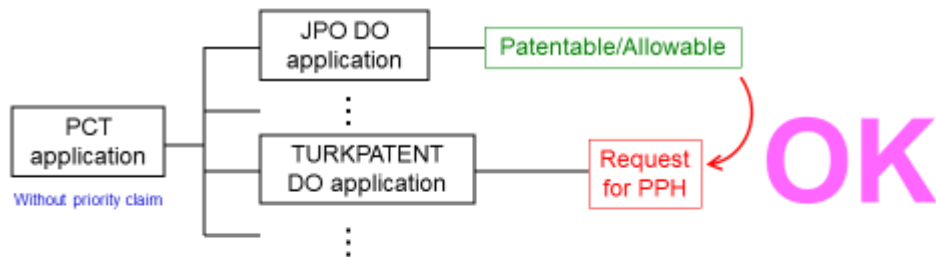 JPO DO
application
Patentable/Allowable
PCT
application
Without priority claim
TURKPATENT
DO application
Request
for PPH
OK